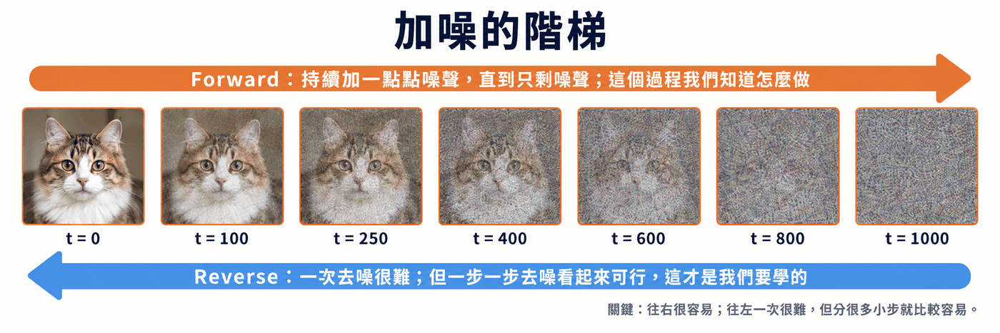 加噪的階梯
Forward：持續加一點點噪聲，直到只剩噪聲；這個過程我們知道怎麼做
t = 0
t = 100
t = 250
t = 400
t = 600
t = 800
t = 1000
Reverse：一次去噪很難；但一步一步去噪看起來可行，這才是我們要學的
關鍵：往右很容易；往左一次很難，但分很多小步就比較容易。